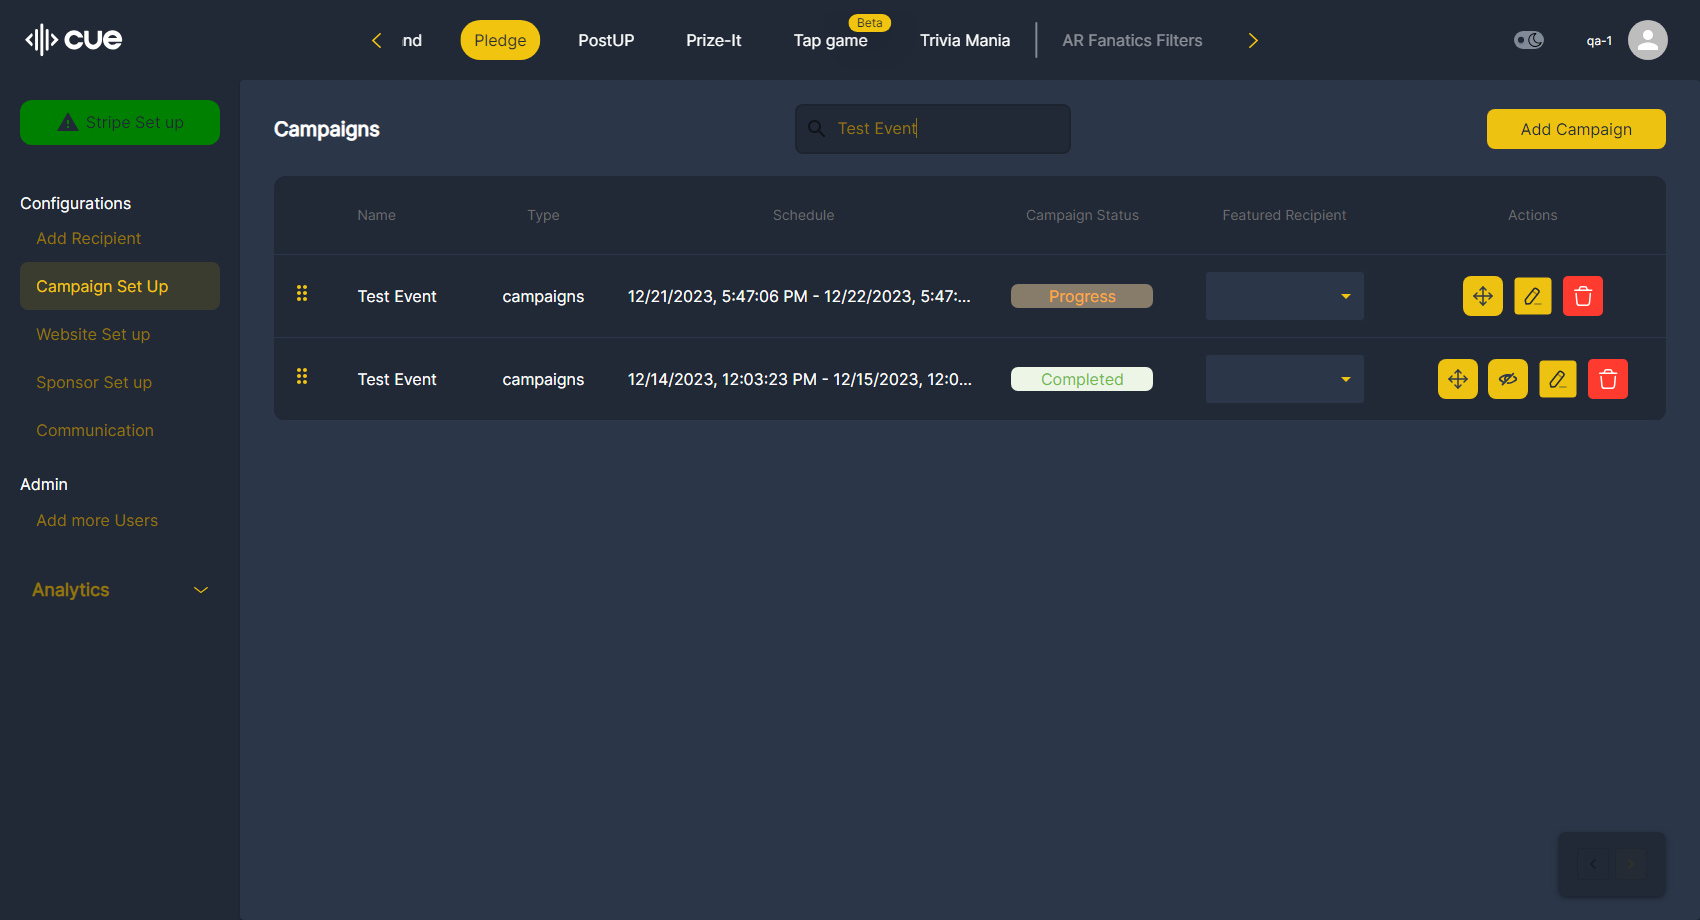 cue
nd
Pledge
PostUP
Prize-It
Tap game
Beta
Trivia Mania
AR Fanatics Filters
qa-1
Stripe Set up
Configurations
Add Recipient
Campaign Set Up
Website Set up
Sponsor Set up
Communication
Admin
Add more Users
Analytics
Campaigns
Test Event
Add Campaign
Name Type Schedule Campaign Status Featured Recipient Actions
Test Event campaigns 12/21/2023, 5:47:06 PM - 12/22/2023, 5:47:... Progress
Test Event campaigns 12/14/2023, 12:03:23 PM - 12/15/2023, 12:0... Completed